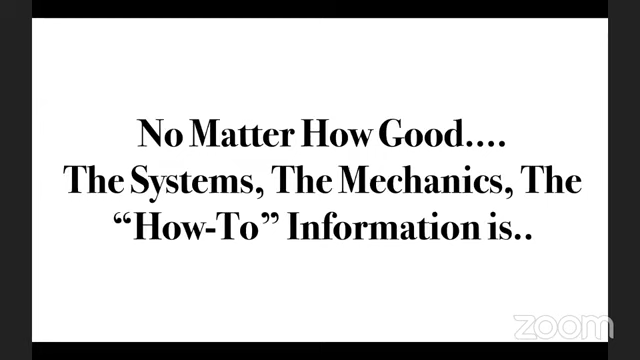 No Matter How Good....
The Systems, The Mechanics, The
“How-To” Information is..
zoom